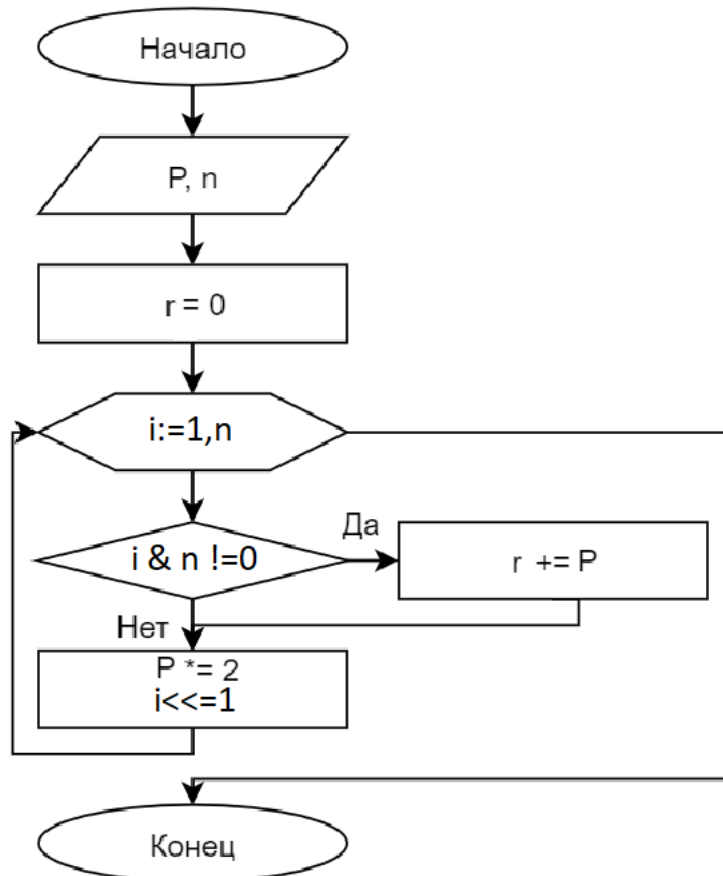 Начало
P, n
r = 0
i:=1,n
Да
i & n !=0
r += P
Нет
P *= 2
i<<=1
Конец